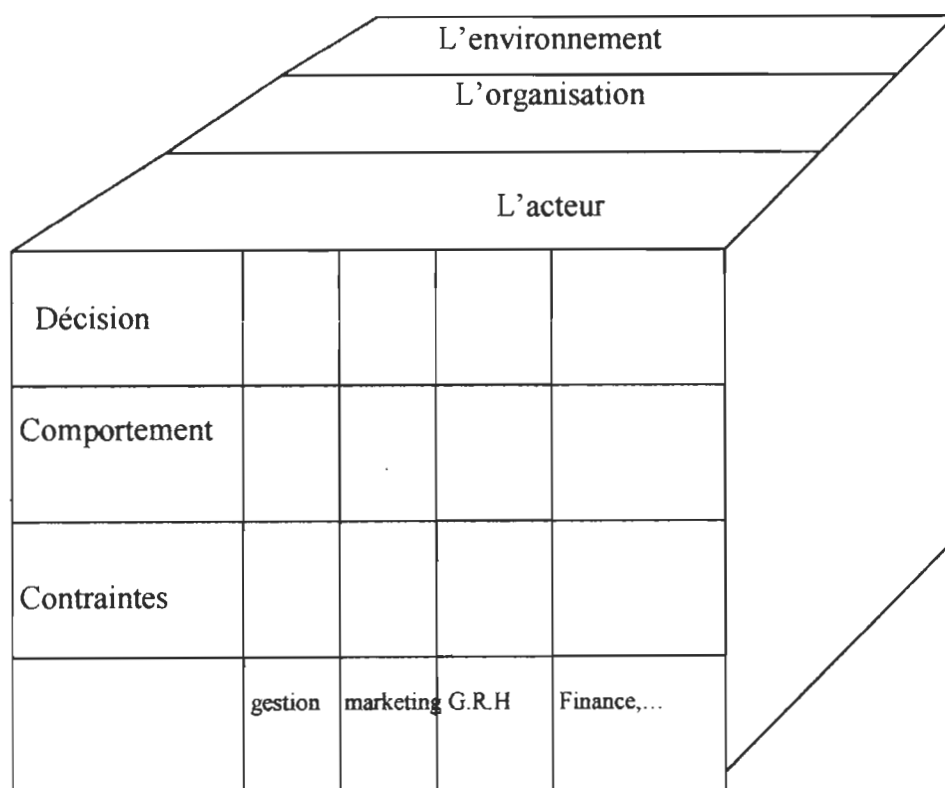 L'environnement
L'organisation
L'acteur
Décision
Comportement
Contraintes
gestion marketing G.R.H Finance,...